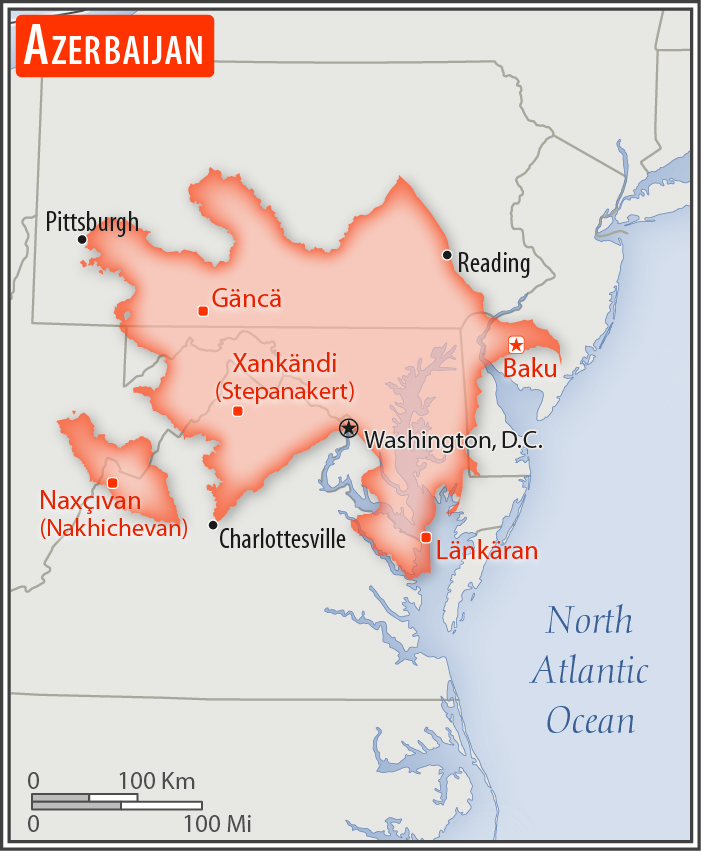 AZERBAIJAN
Pittsburgh
Reading
Gäncä
Xankändi
(Stepanakert)
Baku
Washington, D.C.
Naxçıvan
(Nakhichevan)
Charlottesville
Länkäran
North
Atlantic
Ocean
0 100 Km
0 100 Mi